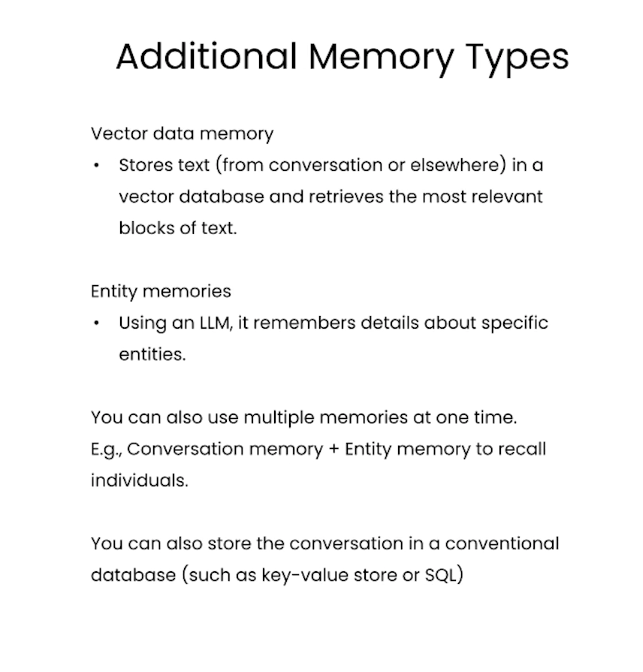 Additional Memory Types
Vector data memory
• Stores text (from conversation or elsewhere) in a
vector database and retrieves the most relevant
blocks of text.
Entity memories
• Using an LLM, it remembers details about specific
entities.
You can also use multiple memories at one time.
E.g., Conversation memory + Entity memory to recall
individuals.
You can also store the conversation in a conventional
database (such as key-value store or SQL)